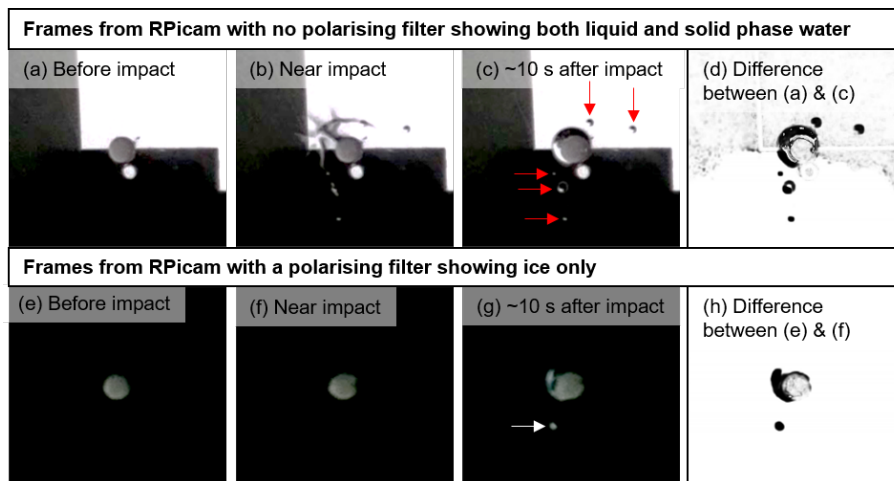 Frames from RPicam with no polarising filter showing both liquid and solid phase water
(a) Before impact
(b) Near impact
(c) ~10 s after impact
(d) Difference
between (a) & (c)
Frames from RPicam with a polarising filter showing ice only
(e) Before impact
(f) Near impact
(g) ~10 s after impact
(h) Difference
between (e) & (f)